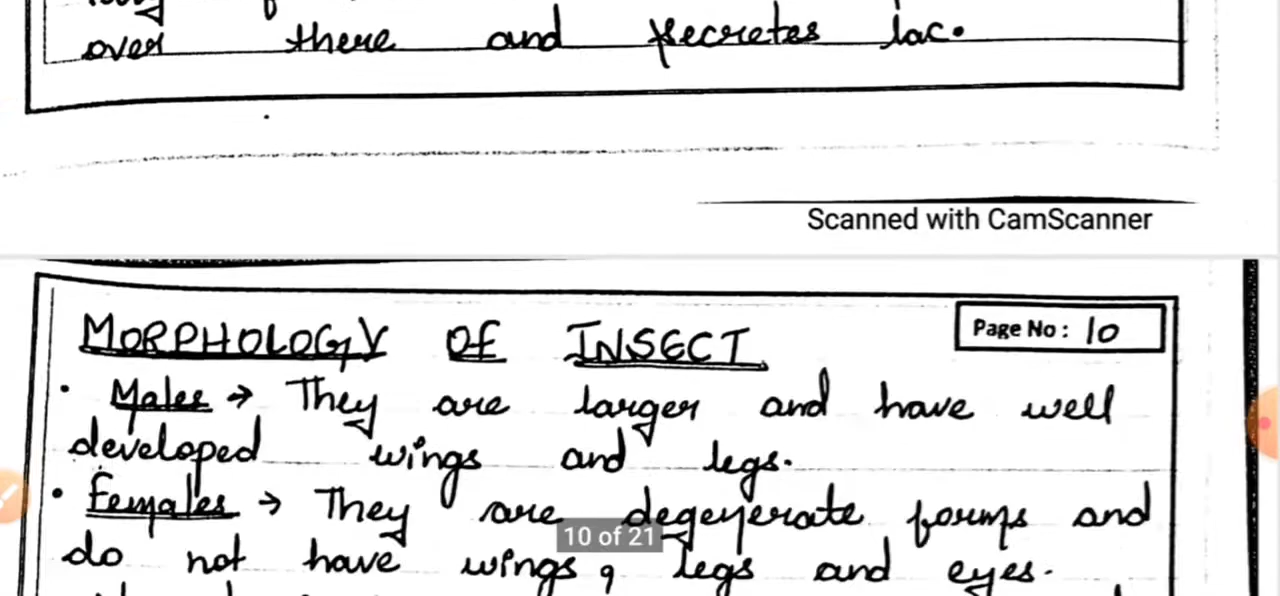 over there and secretes lac.
Scanned with CamScanner
MORPHOLOGY OF INSECT
Page No: 10
• Males → They are larger and have well
developed wings and legs.
• Females → They are degenerate forms and
10 of 21
do not have wings, legs and eyes.